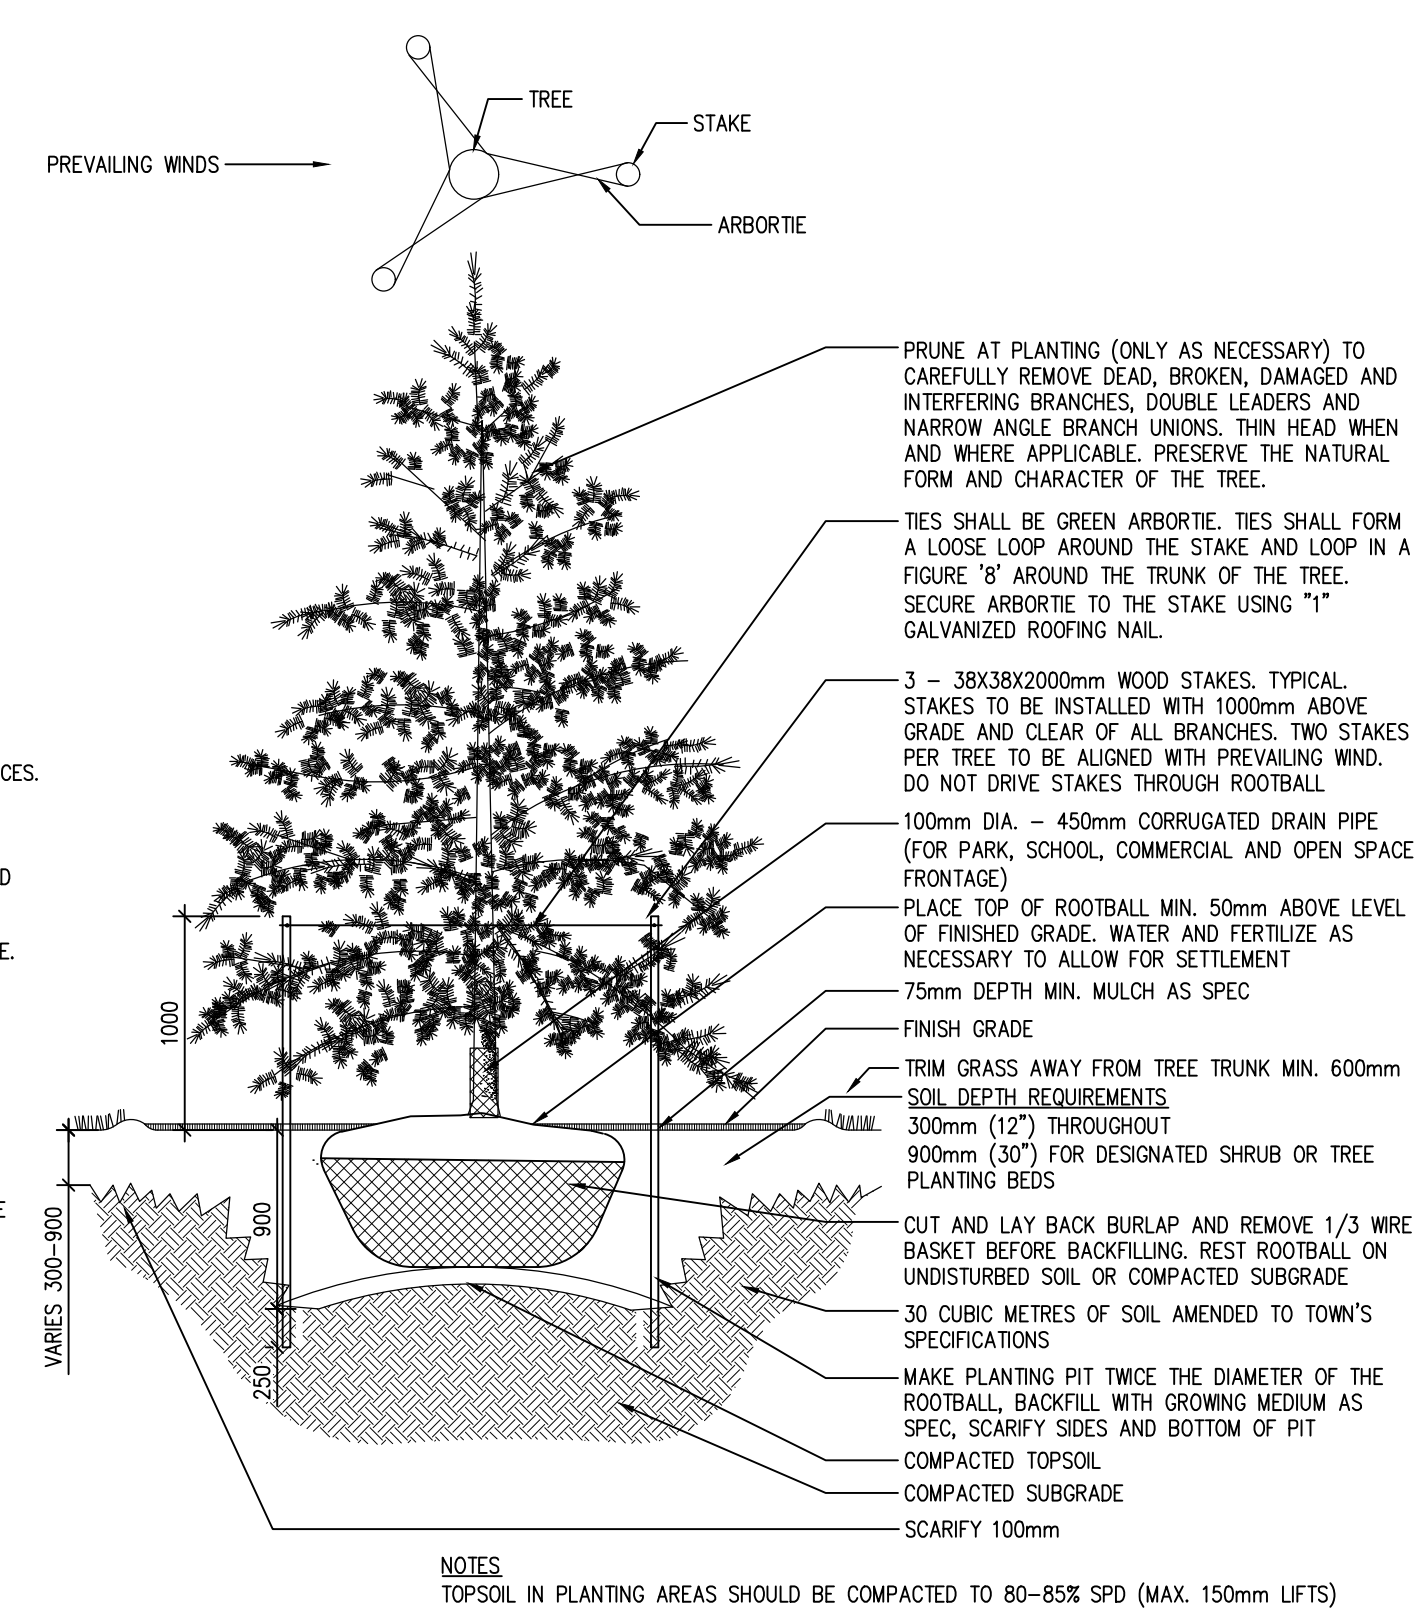 TREE
STAKE
PREVAILING WINDS
ARBORTIE
PRUNE AT PLANTING (ONLY AS NECESSARY) TO
CAREFULLY REMOVE DEAD, BROKEN, DAMAGED AND
INTERFERING BRANCHES, DOUBLE LEADERS AND
NARROW ANGLE BRANCH UNIONS. THIN HEAD WHEN
AND WHERE APPLICABLE. PRESERVE THE NATURAL
FORM AND CHARACTER OF THE TREE.
TIES SHALL BE GREEN ARBORTIE. TIES SHALL FORM
A LOOSE LOOP AROUND THE STAKE AND LOOP IN A
FIGURE '8' AROUND THE TRUNK OF THE TREE.
SECURE ARBORTIE TO THE STAKE USING "1"
GALVANIZED ROOFING NAIL.
3 - 38X38X2000mm WOOD STAKES. TYPICAL.
STAKES TO BE INSTALLED WITH 1000mm ABOVE
GRADE AND CLEAR OF ALL BRANCHES. TWO STAKES
PER TREE TO BE ALIGNED WITH PREVAILING WIND.
DO NOT DRIVE STAKES THROUGH ROOTBALL
CES.
100mm DIA. - 450mm CORRUGATED DRAIN PIPE
(FOR PARK, SCHOOL, COMMERCIAL AND OPEN SPACE
FRONTAGE)
D
PLACE TOP OF ROOTBALL MIN. 50mm ABOVE LEVEL
OF FINISHED GRADE. WATER AND FERTILIZE AS
NECESSARY TO ALLOW FOR SETTLEMENT
E.
75mm DEPTH MIN. MULCH AS SPEC
FINISH GRADE
1000
TRIM GRASS AWAY FROM TREE TRUNK MIN. 600mm
SOIL DEPTH REQUIREMENTS
300mm (12") THROUGHOUT
900mm (30") FOR DESIGNATED SHRUB OR TREE
PLANTING BEDS
E
900
VARIES 300-900
250
CUT AND LAY BACK BURLAP AND REMOVE 1/3 WIRE
BASKET BEFORE BACKFILLING. REST ROOTBALL ON
UNDISTURBED SOIL OR COMPACTED SUBGRADE
30 CUBIC METRES OF SOIL AMENDED TO TOWN'S
SPECIFICATIONS
MAKE PLANTING PIT TWICE THE DIAMETER OF THE
ROOTBALL, BACKFILL WITH GROWING MEDIUM AS
SPEC, SCARIFY SIDES AND BOTTOM OF PIT
COMPACTED TOPSOIL
COMPACTED SUBGRADE
SCARIFY 100mm
NOTES
TOPSOIL IN PLANTING AREAS SHOULD BE COMPACTED TO 80-85% SPD (MAX. 150mm LIFTS)